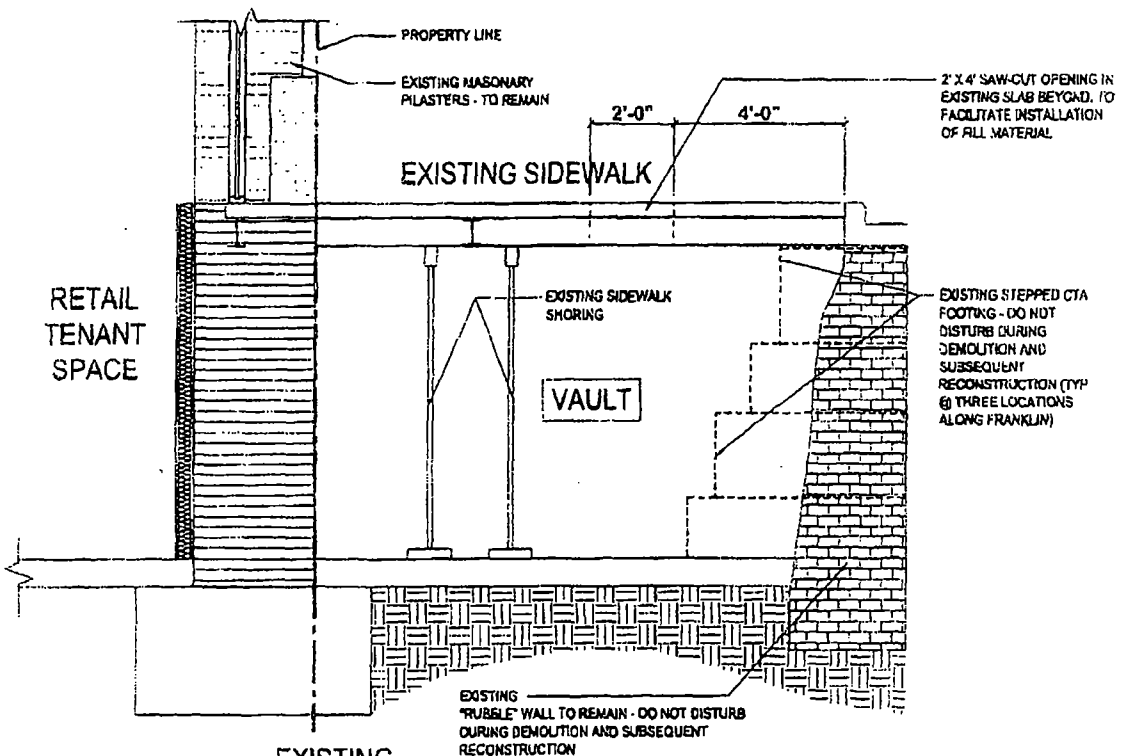 PROPERTY LINE
EXISTING MASONARY
PILASTERS - TO REMAIN
2' X 4' SAW-CUT OPENING IN
EXISTING SLAB BEYOND, TO
FACILITATE INSTALLATION
OF FILL MATERIAL
2'-0"
4'-0"
EXISTING SIDEWALK
RETAIL
TENANT
SPACE
EXISTING SIDEWALK
SHORING
VAULT
EXISTING STEPPED CTA
FOOTING - DO NOT
DISTURB DURING
DEMOLITION AND
SUBSEQUENT
RECONSTRUCTION (TYP
@ THREE LOCATIONS
ALONG FRANKLIN)
EXISTING
"RUBBLE" WALL TO REMAIN - DO NOT DISTURB
DURING DEMOLITION AND SUBSEQUENT
RECONSTRUCTION
EXISTING